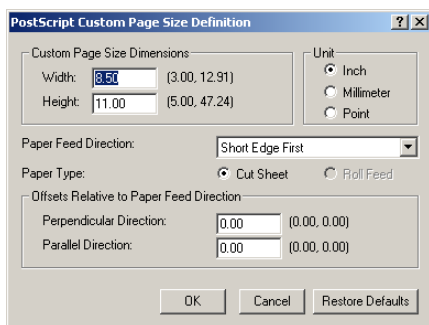 PostScript Custom Page Size Definition
Custom Page Size Dimensions
Width: 8.50 (3.00, 12.91)
Height: 11.00 (5.00, 47.24)
Unit
Inch
Millimeter
Point
Paper Feed Direction: Short Edge First
Paper Type: Cut Sheet Roll Feed
Offsets Relative to Paper Feed Direction
Perpendicular Direction: 0.00 (0.00, 0.00)
Parallel Direction: 0.00 (0.00, 0.00)
OK Cancel Restore Defaults